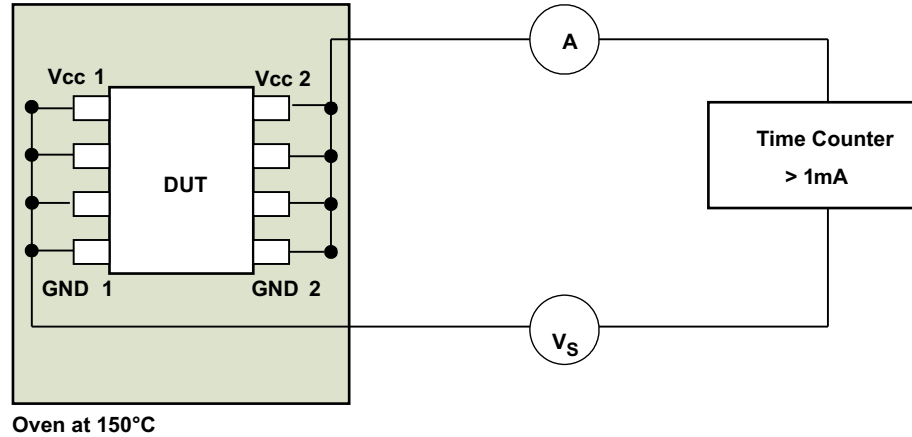 A
Vcc 1
Vcc 2
Time Counter
> 1mA
DUT
GND 1
GND 2
VS
Oven at 150°C